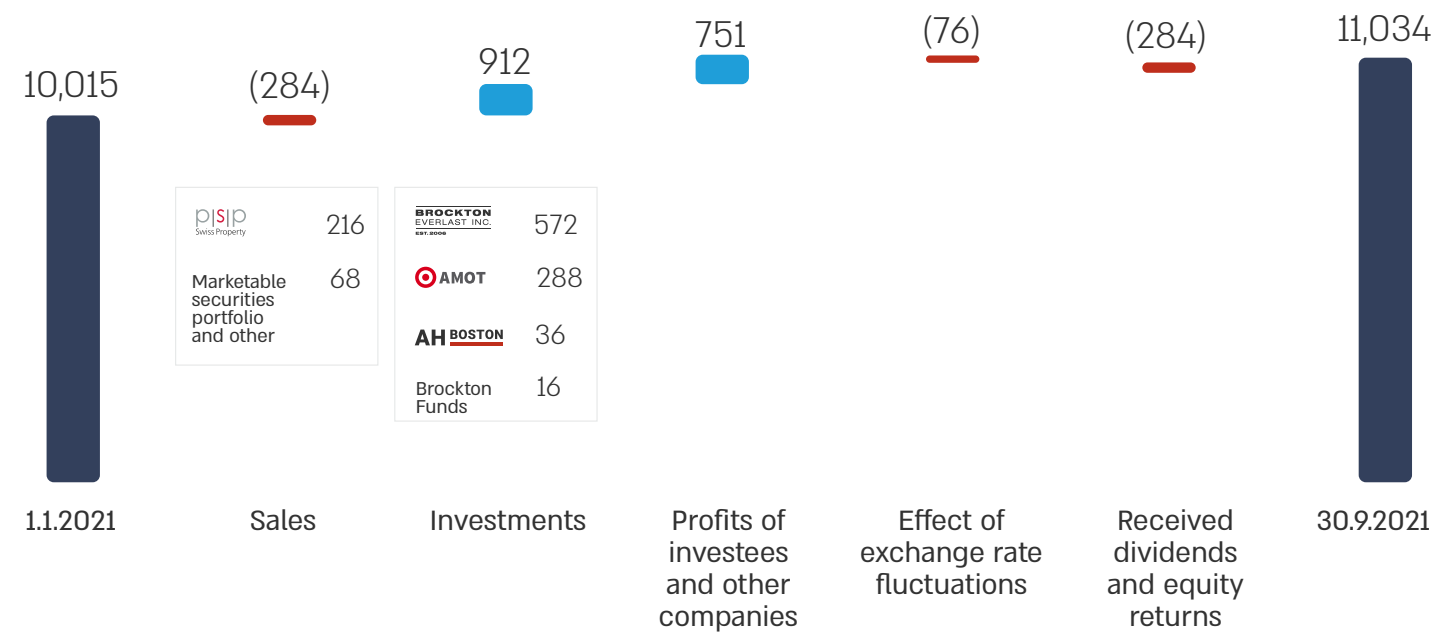 10,015
(284)
912
751
(76)
(284)
11,034
p|s|p
Swiss Property
216
Marketable
securities
portfolio
and other
68
BROCKTON
EVERLAST INC.
EST. 2006
572
AMOT
288
AH BOSTON
36
Brockton
Funds
16
1.1.2021
Sales
Investments
Profits of
investees
and other
companies
Effect of
exchange rate
fluctuations
Received
dividends
and equity
returns
30.9.2021